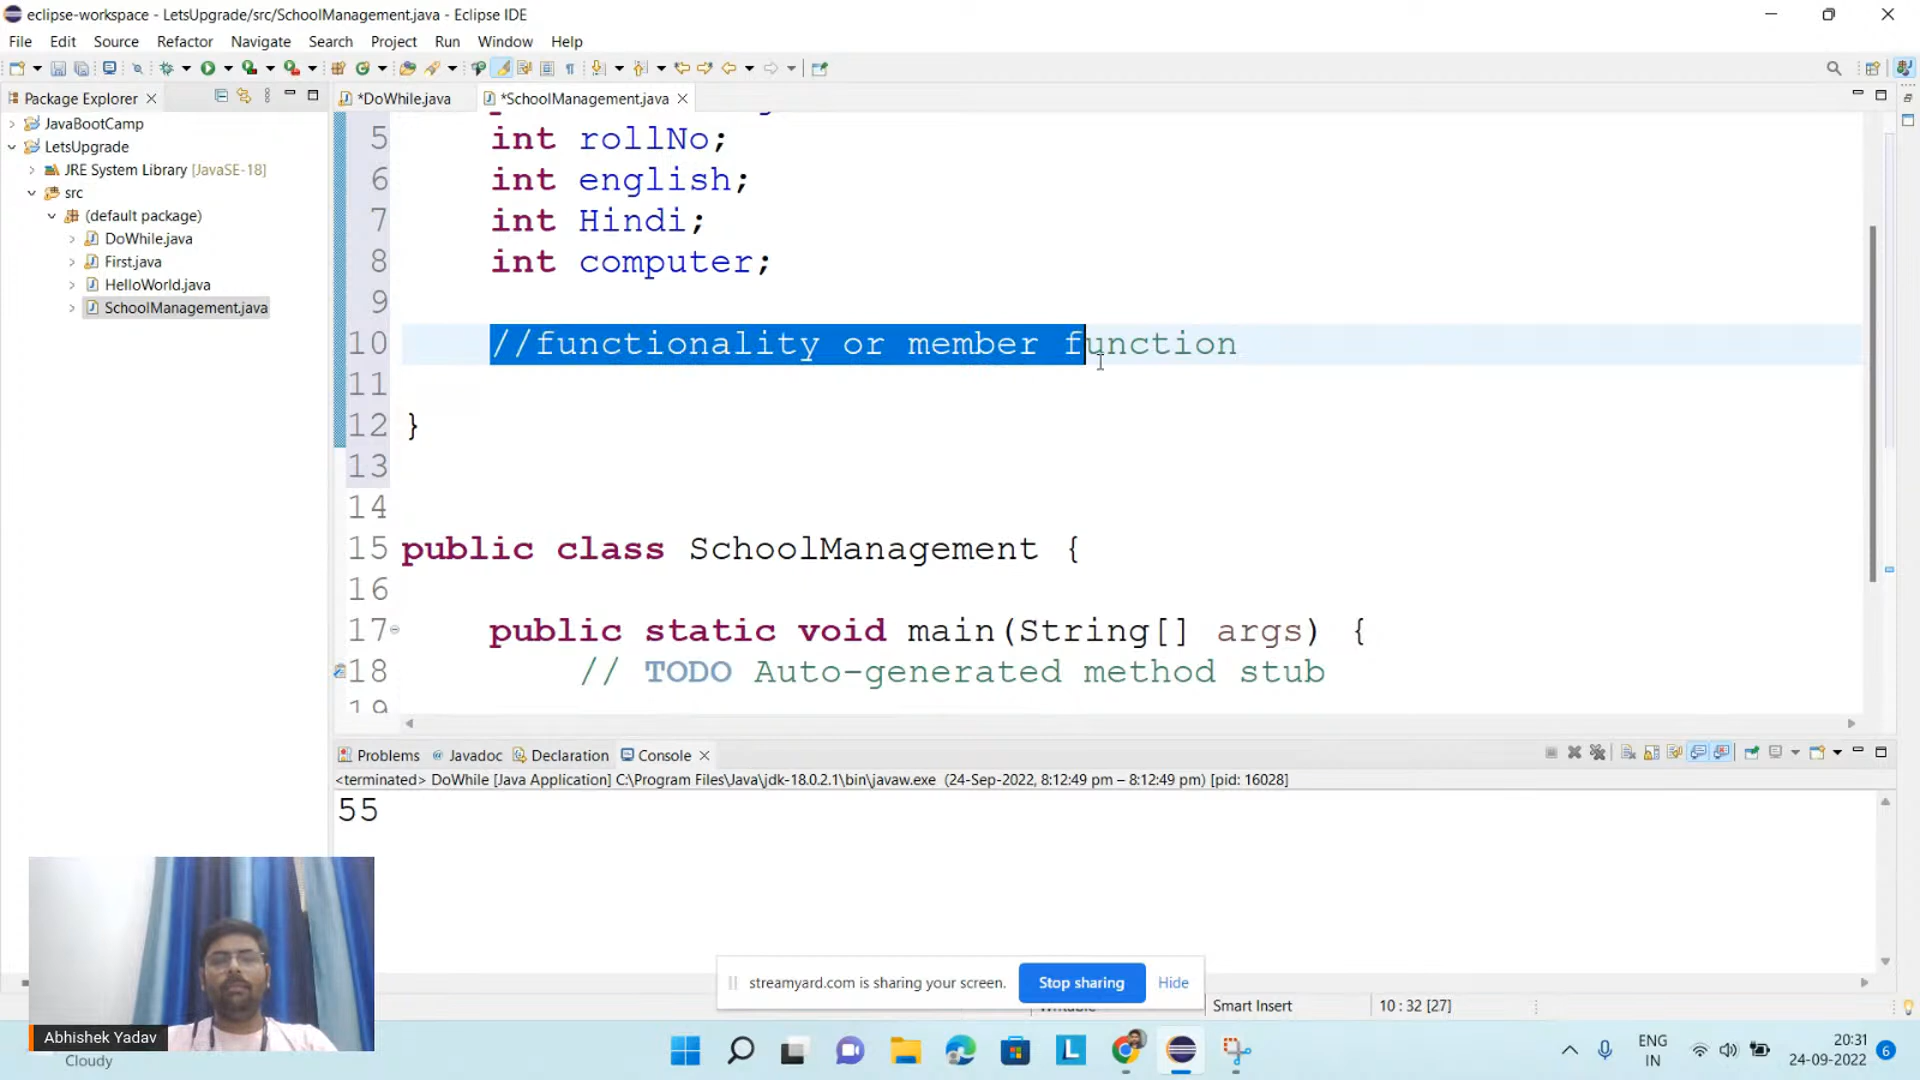 eclipse-workspace - LetsUpgrade/src/SchoolManagement.java - Eclipse IDE
File Edit Source Refactor Navigate Search Project Run Window Help
Package Explorer
*DoWhile.java
*SchoolManagement.java
JavaBootCamp
LetsUpgrade
JRE System Library [JavaSE-18]
src
(default package)
DoWhile.java
First.java
HelloWorld.java
SchoolManagement.java
5 int rollNo;
6 int english;
7 int Hindi;
8 int computer;
9
10 //functionality or member function
11
12 }
13
14
15 public class SchoolManagement {
16
17 public static void main(String[] args) {
18 // TODO Auto-generated method stub
19
Problems Javadoc Declaration Console
<terminated> DoWhile [Java Application] C:\Program Files\Java\jdk-18.0.2.1\bin\javaw.exe (24-Sep-2022, 8:12:49 pm – 8:12:49 pm) [pid: 16028]
55
streamyard.com is sharing your screen. Stop sharing Hide
Smart Insert 10 : 32 [27]
Abhishek Yadav
Cloudy
ENG
IN
20:31
24-09-2022
6